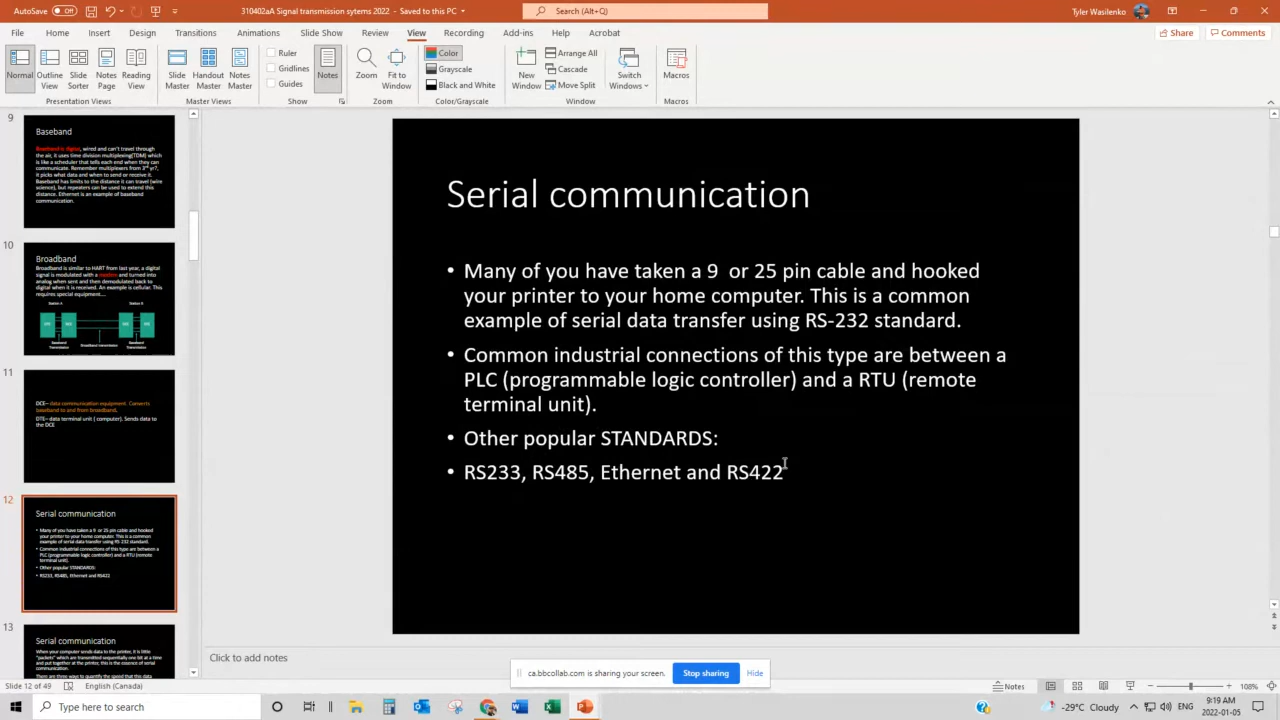 AutoSave Off
310402aA Signal transmission sytems 2022 - Saved to this PC
Search (Alt+Q)
Tyler Wasilenko
File Home Insert Design Transitions Animations Slide Show Review View Recording Add-ins Help Acrobat
Share Comments
Normal Outline View Slide Sorter Notes Page Reading View
Presentation Views
Slide Master Handout Master Notes Master
Master Views
Ruler
Gridlines
Guides
Show
Notes
Zoom Fit to Window
Zoom
Color
Grayscale
Black and White
Color/Grayscale
New Window
Arrange All
Cascade
Move Split
Switch Windows
Window
Macros
Macros
9
Baseband
Baseband is digital, wired and can't travel through
the air, it uses time division multiplexing(TDM) which
is like a scheduler that tells each end when they can
communicate. Remember multiplexers from 3rd yr?,
it picks what data and when to send or receive it.
Baseband has limits to the distance it can travel (wire
science), but repeaters can be used to extend this
distance. Ethernet is an example of baseband
communication.
10
Broadband
Broadband is similar to HART from last year, a digital
signal is modulated with a and turned into
analog when sent and then demodulated back to
digital when it is received. An example is cellular. This
requires special equipment....
Station A Station B
Baseband Transmission
Broadband transmission
Baseband Transmission
11
DCE– data communication equipment. Converts
baseband to and from broadband.
DTE– data terminal unit ( computer). Sends data to
the DCE
12
Serial communication
• Many of you have taken a 9 or 25 pin cable and hooked
your printer to your home computer. This is a common
example of serial data transfer using RS-232 standard.
• Common industrial connections of this type are between a
PLC (programmable logic controller) and a RTU (remote
terminal unit).
• Other popular STANDARDS:
• RS233, RS485, Ethernet and RS422
13
Serial communication
When your computer sends data to the printer, it is little
"packets" which are transmitted sequentially one bit at a time
and put together at the printer, this is the essence of serial
communication.
There are three ways to quantify the speed that this data
Serial communication
• Many of you have taken a 9 or 25 pin cable and hooked
your printer to your home computer. This is a common
example of serial data transfer using RS-232 standard.
• Common industrial connections of this type are between a
PLC (programmable logic controller) and a RTU (remote
terminal unit).
• Other popular STANDARDS:
• RS233, RS485, Ethernet and RS422
Click to add notes
ca.bbcollab.com is sharing your screen. Stop sharing Hide
Slide 12 of 49 English (Canada)
Notes 108%
Type here to search
-29°C Cloudy
9:19 AM
2022-01-05